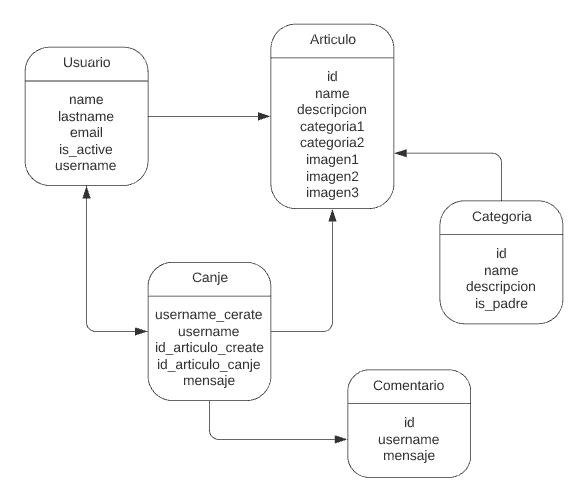 Usuario
name
lastname
email
is_active
username
Articulo
id
name
descripcion
categoria1
categoria2
imagen1
imagen2
imagen3
Categoria
id
name
descripcion
is_padre
Canje
username_cerate
username
id_articulo_create
id_articulo_canje
mensaje
Comentario
id
username
mensaje